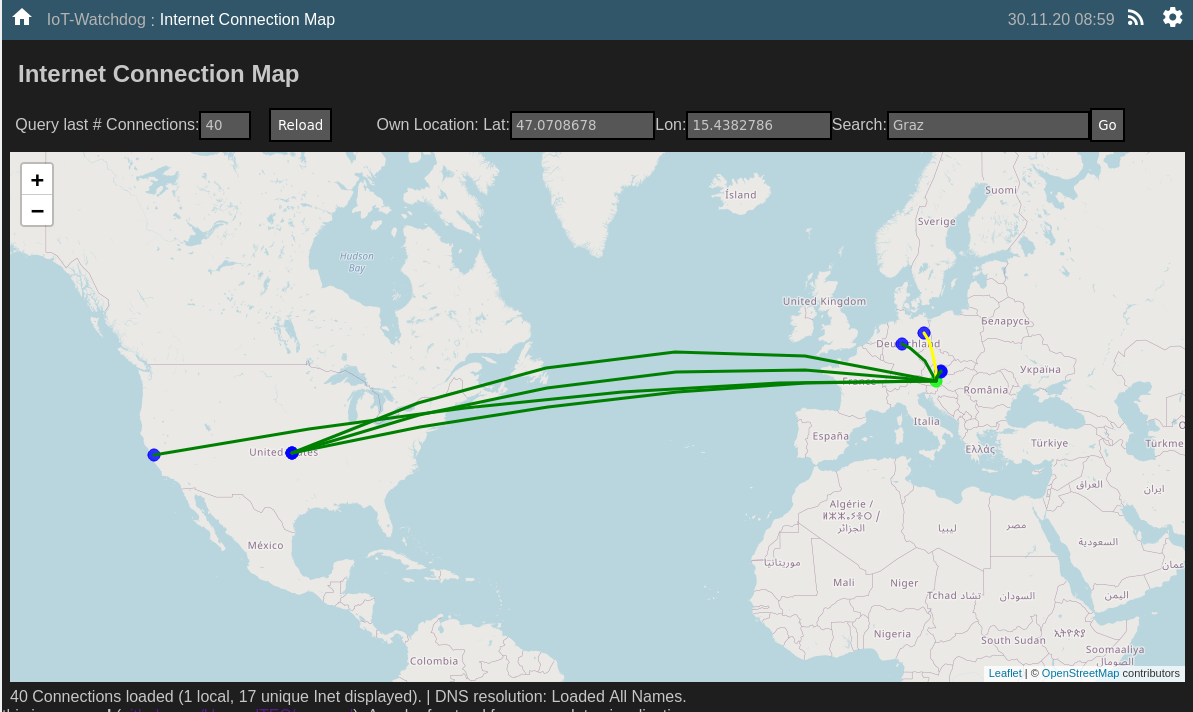 IoT-Watchdog : Internet Connection Map 30.11.20 08:59
Internet Connection Map
Query last # Connections: 40 Reload Own Location: Lat: 47.0708678 Lon: 15.4382786 Search: Graz Go
+
−
Suomi
Ísland
Sverige
Hudson
Bay
United Kingdom
Беларусь
Deutschland
Україна
France
România
Italia
España
United States
Türkiye
Ελλάς
Türkme
العراق
ایران
Algérie /
الجزائر
ليبيا
مصر
السعودية
México
موريتانيا
عمان
Mali
Niger
Tchad تشاد
السودان
اليمن
Nigeria
South Sudan
ኢትዮጵያ
Soomaaliya
الصومال
Colombia
Leaflet | © OpenStreetMap contributors
40 Connections loaded (1 local, 17 unique Inet displayed). | DNS resolution: Loaded All Names.